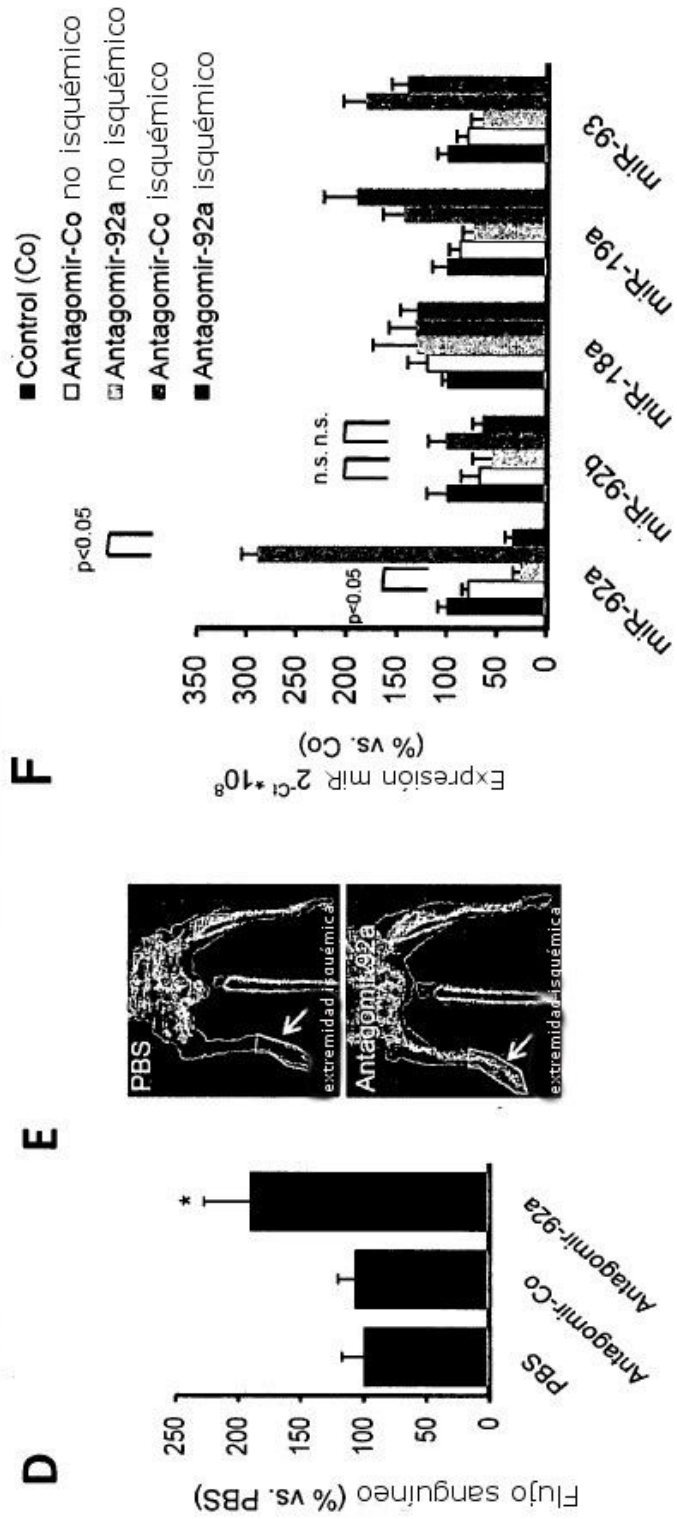 D
Flujo sanguíneo (% vs. PBS)
250
200
150
100
50
0
*
PBS
Antagomir-Co
Antagomir-92a
E
PBS
extremidad isquémica
Antagomir-92a
extremidad isquémica
F
Expresión miR 2^-Ct * 10^8
(% vs. Co)
350
300
250
200
150
100
50
0
p<0.05
p<0.05
n.s. n.s.
Control (Co)
Antagomir-Co no isquémico
Antagomir-92a no isquémico
Antagomir-Co isquémico
Antagomir-92a isquémico
miR-92a
miR-92b
miR-18a
miR-19a
miR-93